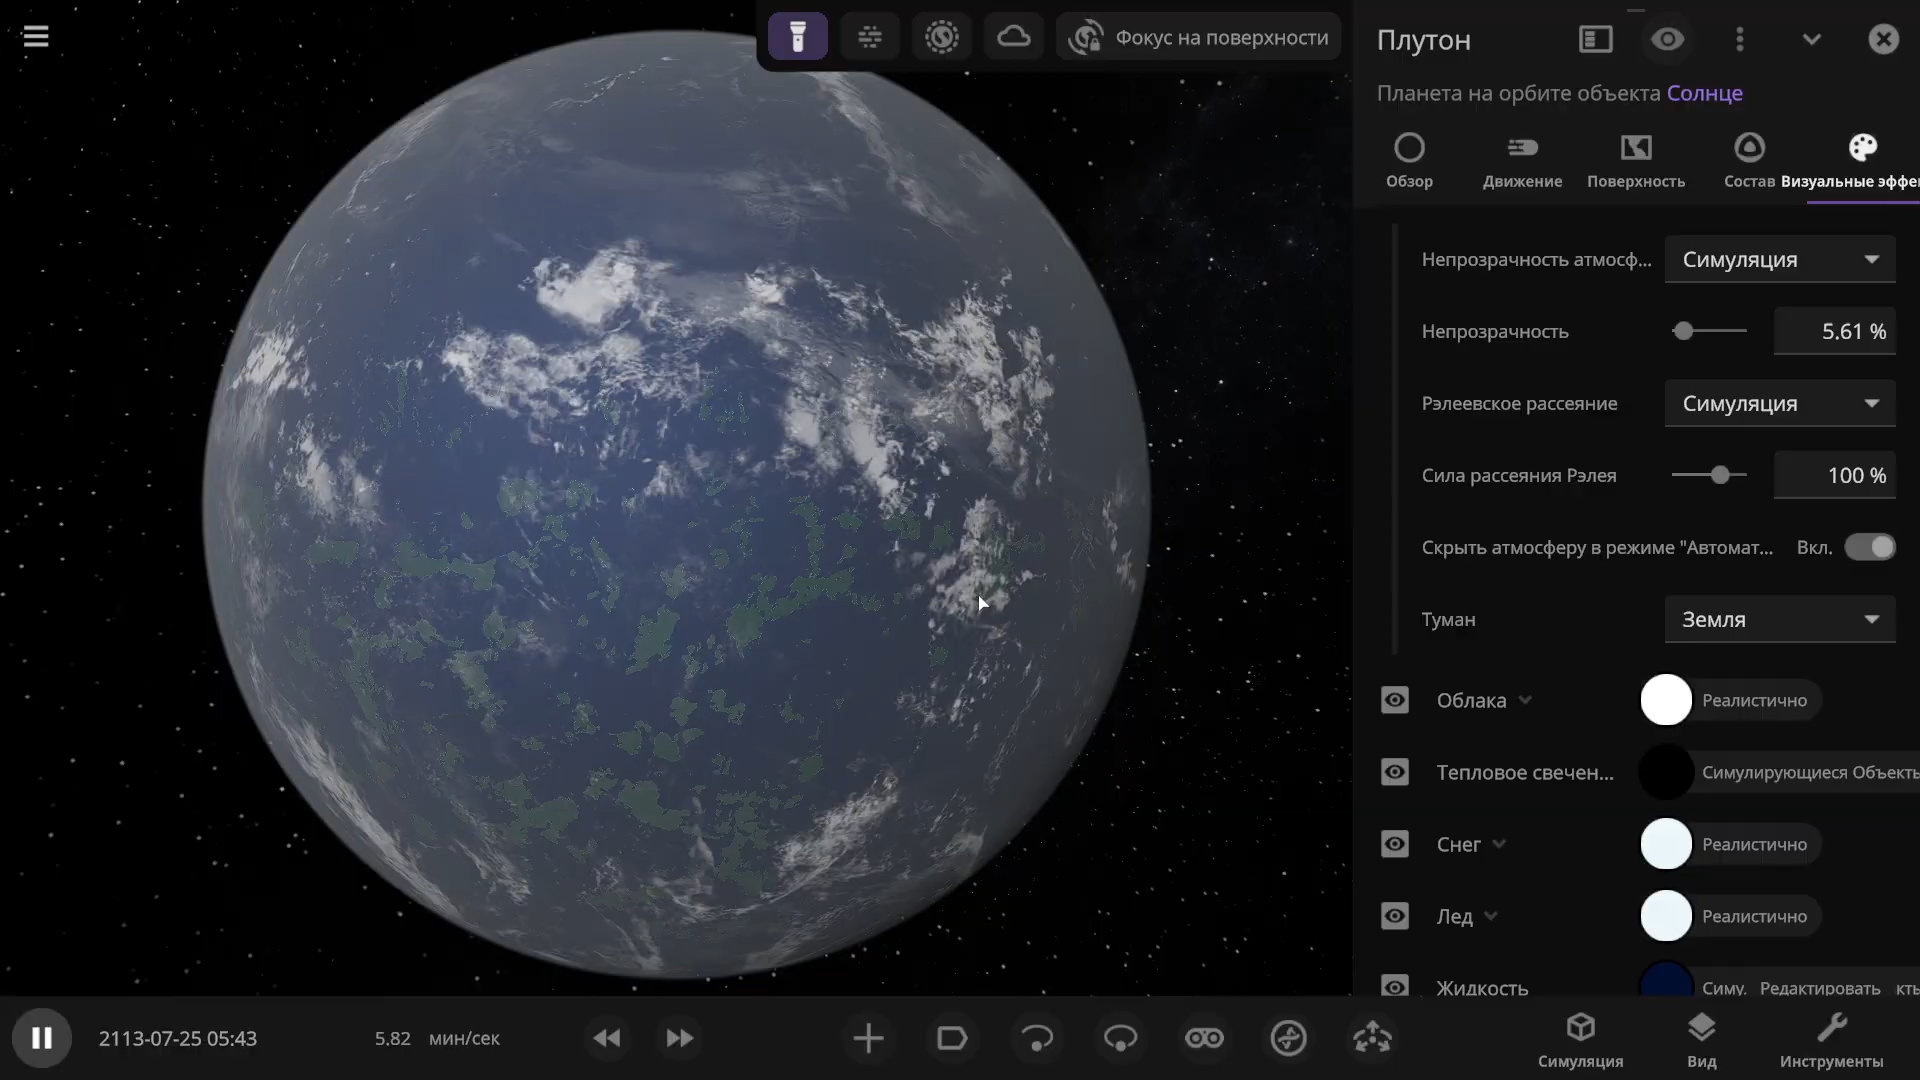 Фокус на поверхности
Плутон
Планета на орбите объекта Солнце
Обзор
Движение
Поверхность
Состав
Визуальные эффе
Непрозрачность атмосф...
Симуляция
Непрозрачность
5.61 %
Рэлеевское рассеяние
Симуляция
Сила рассеяния Рэлея
100 %
Скрыть атмосферу в режиме "Автомат...
Вкл.
Туман
Земля
Облака
Реалистично
Тепловое свечен...
Симулирующиеся Объекты
Снег
Реалистично
Лед
Реалистично
Жидкость
Симу. Редактировать кты
2113-07-25 05:43
5.82 мин/сек
Симуляция
Вид
Инструменты